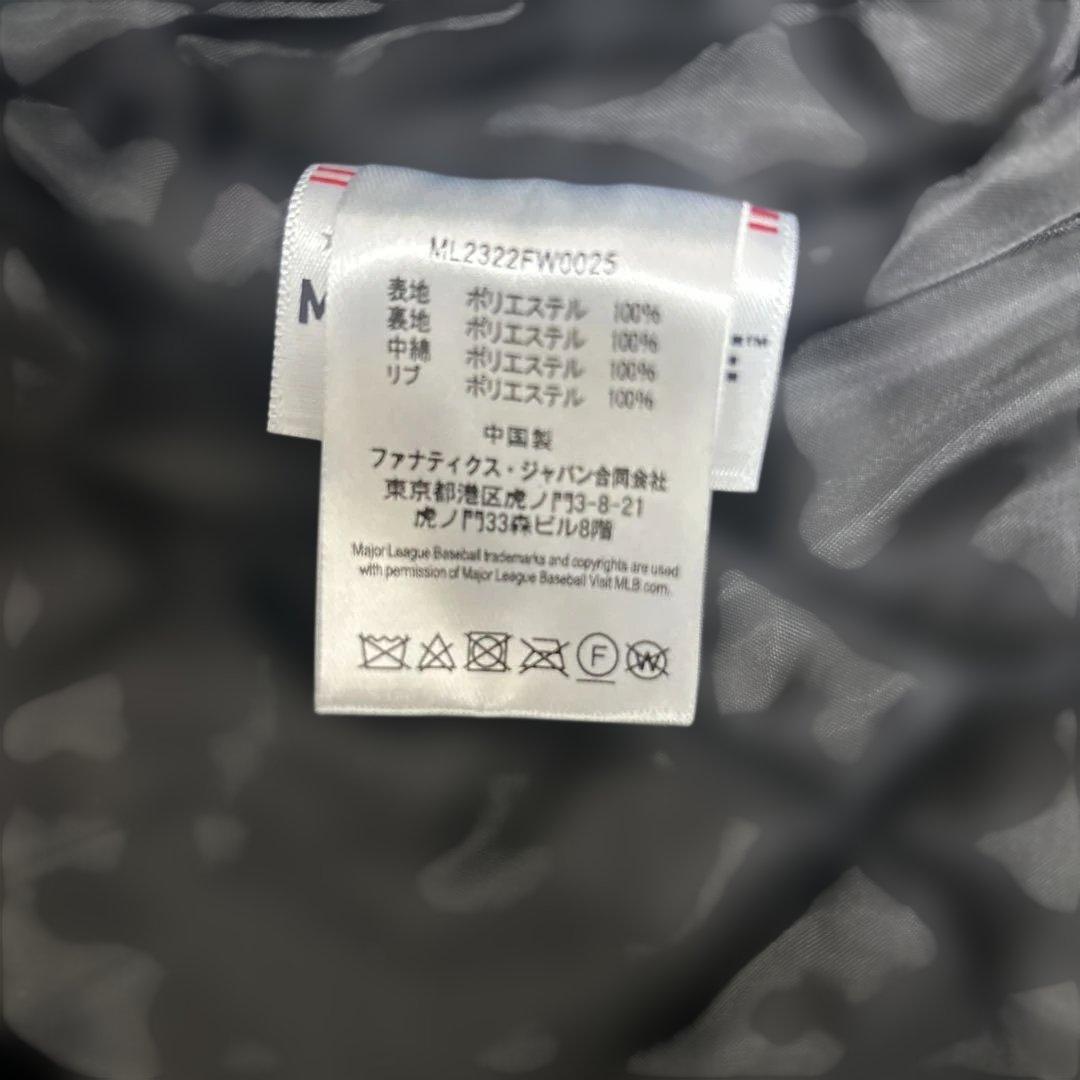 ML2322FW0025
表地 ポリエステル 100%
裏地 ポリエステル 100%
中綿 ポリエステル 100%
リブ ポリエステル 100%
中国製
ファナティクス・ジャパン合同会社
東京都港区虎ノ門3-8-21
虎ノ門33森ビル8階
Major League Baseball trademarks and copyrights are used
with permission of Major League Baseball Visit MLB.com.
F
W
M
TM